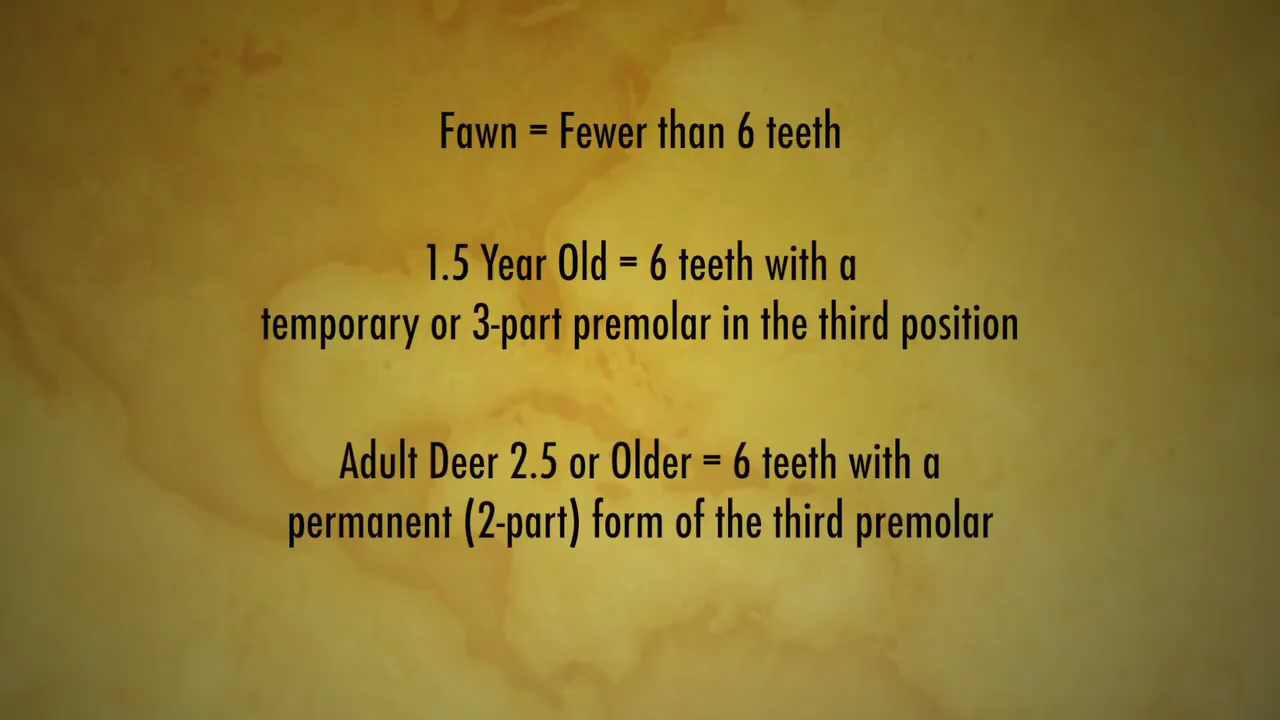 Fawn = Fewer than 6 teeth
1.5 Year Old = 6 teeth with a
temporary or 3-part premolar in the third position
Adult Deer 2.5 or Older = 6 teeth with a
permanent (2-part) form of the third premolar